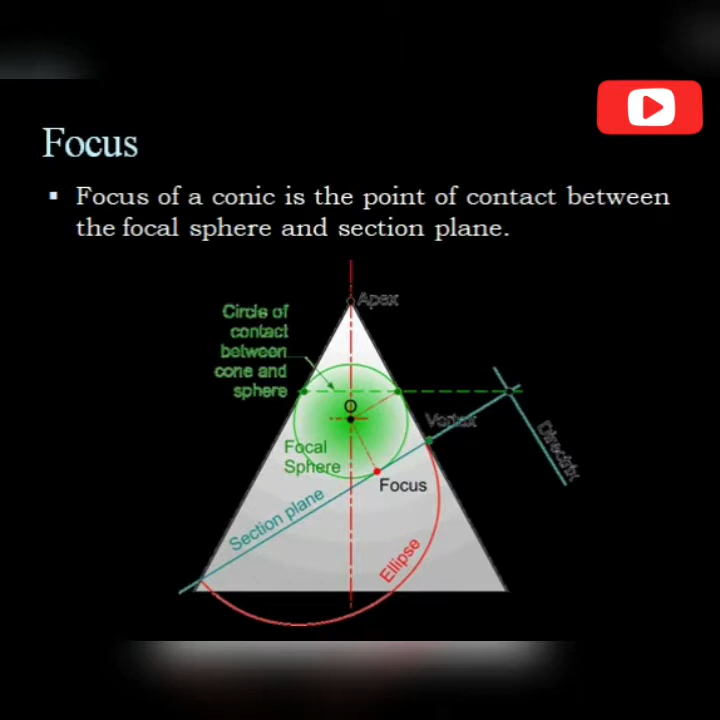 Focus
▪ Focus of a conic is the point of contact between
the focal sphere and section plane.
Apex
Circle of
contact
between
cone and
sphere
O
Vortex
Directrix
Focal
Sphere
Focus
Section plane
Ellipse